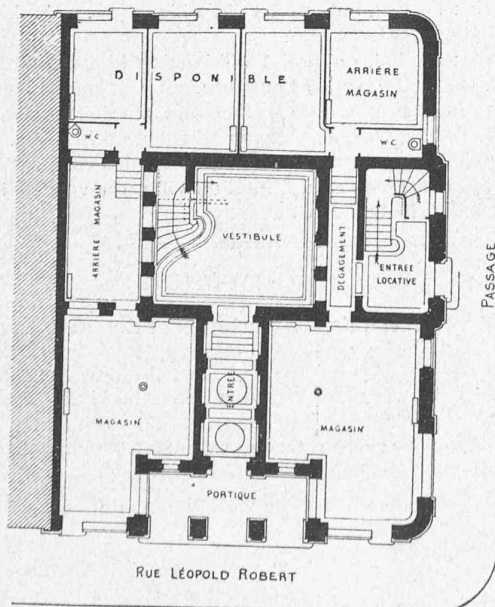 DISPONIBLE
ARRIÈRE
MAGASIN
W.C.
W.C.
ARRIÈRE MAGASIN
VESTIBULE
DÉGAGEMENT
ENTRÉE
LOCATIVE
PASSAGE
ENTRÉE
MAGASIN
MAGASIN
PORTIQUE
RUE LÉOPOLD ROBERT